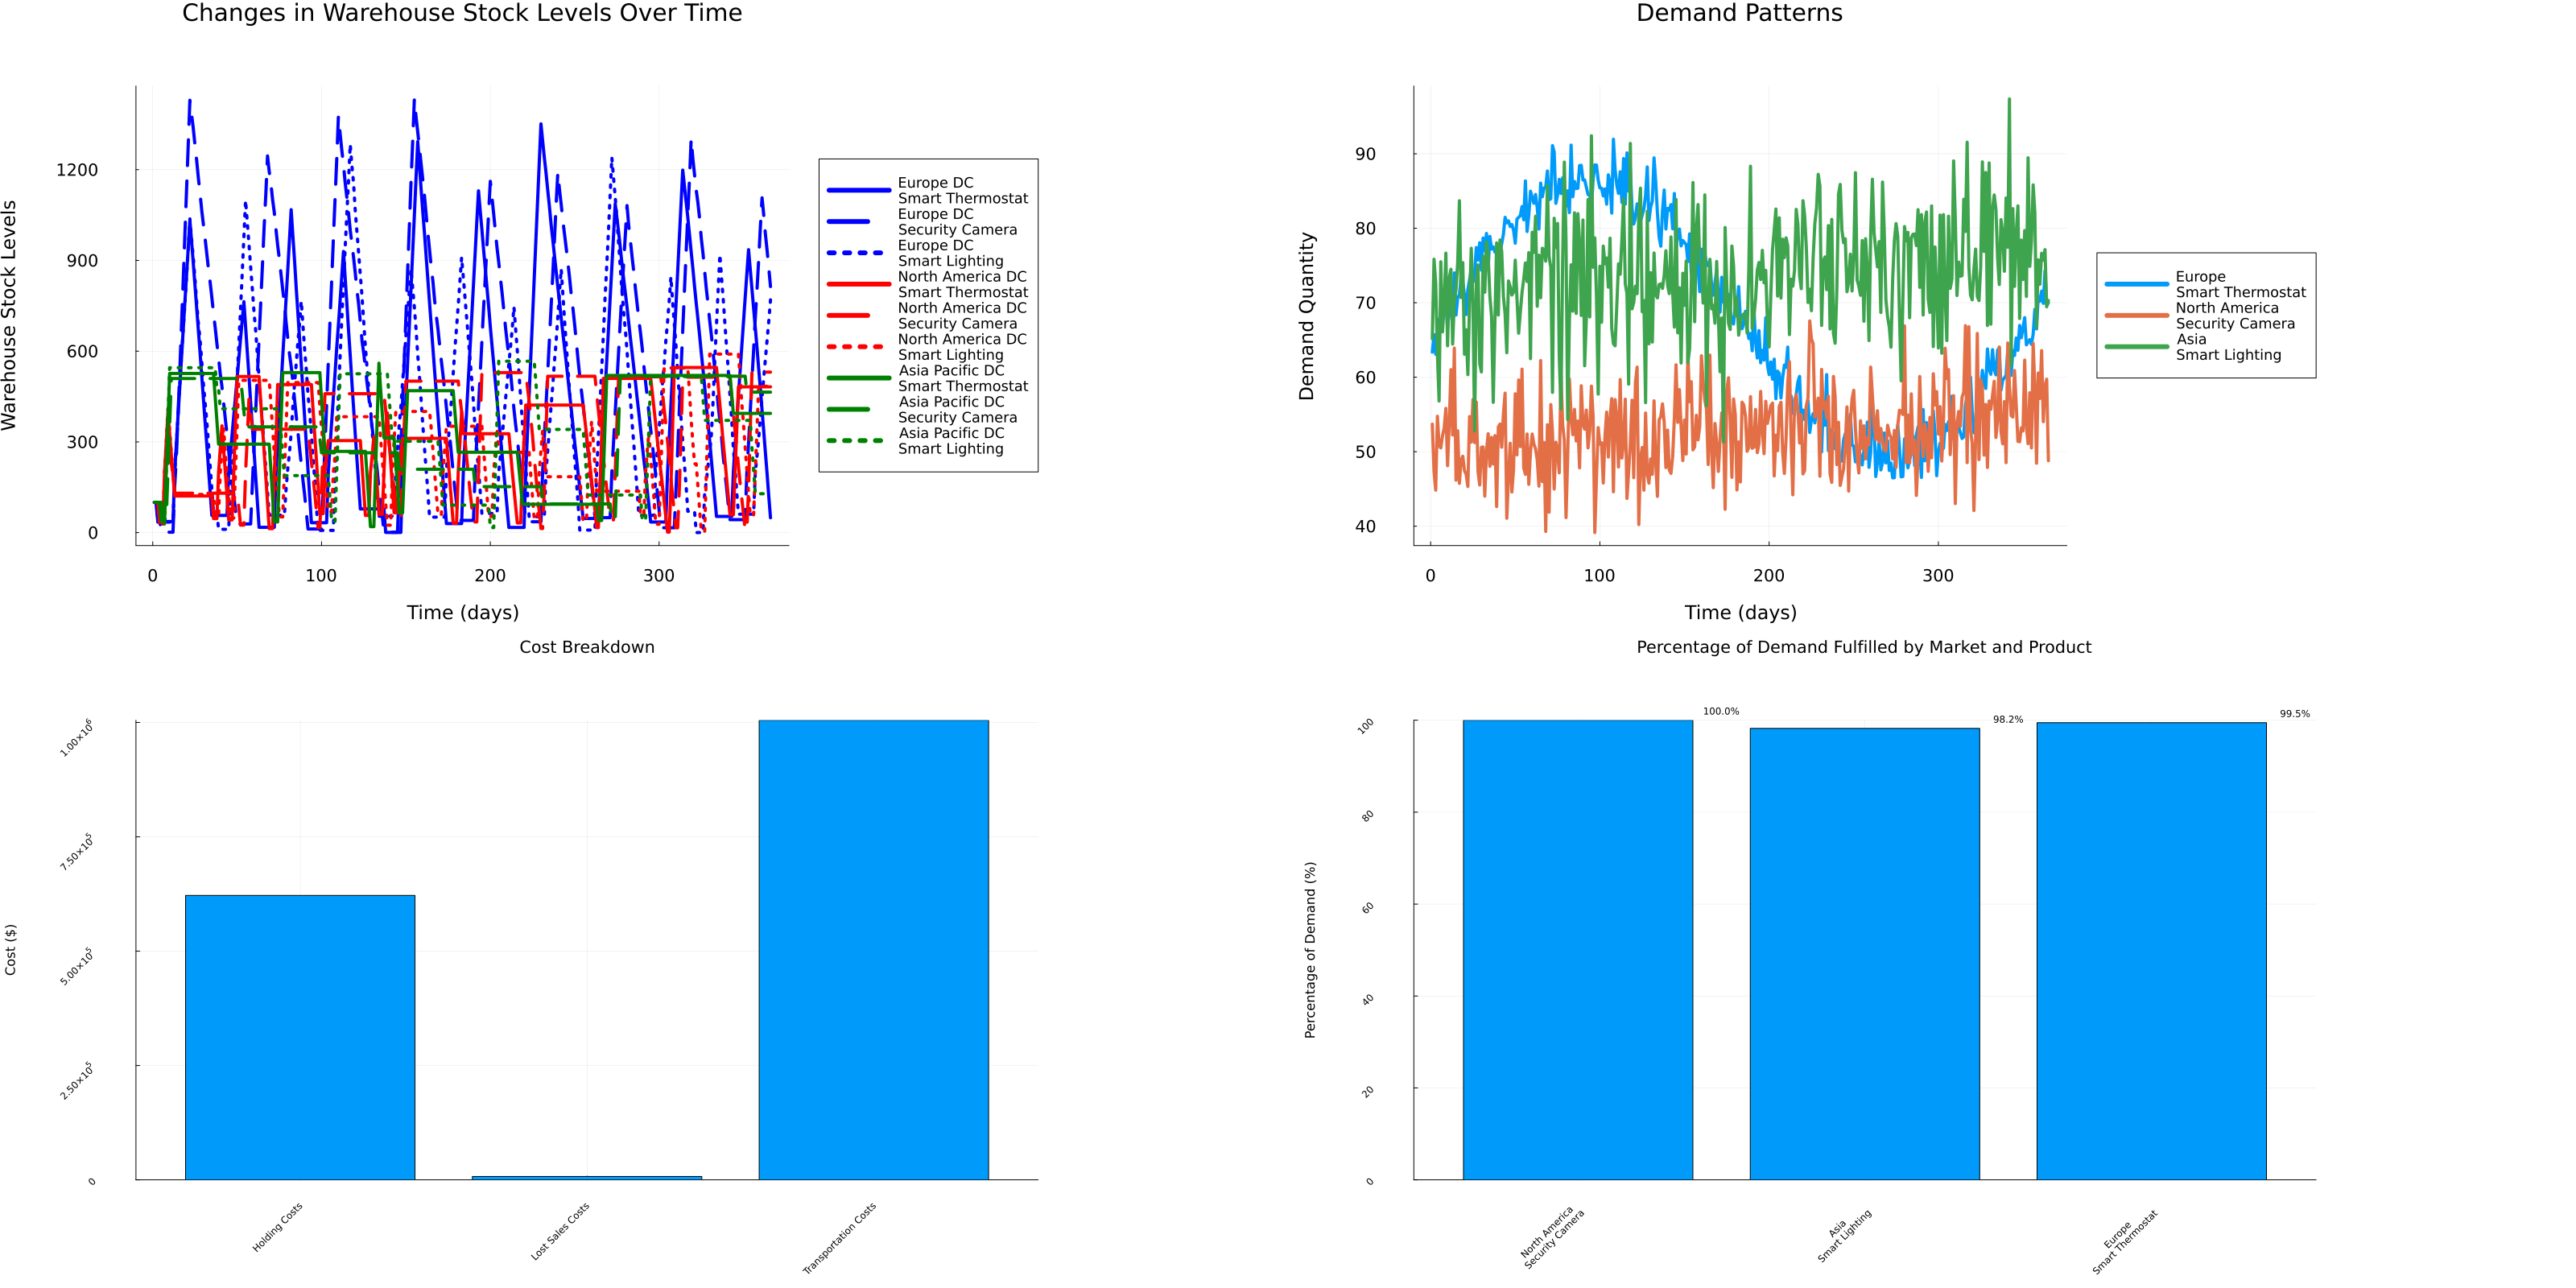 Changes in Warehouse Stock Levels Over Time
Warehouse Stock Levels
1200
900
600
300
0
0 100 200 300
Time (days)
Europe DC
Smart Thermostat
Europe DC
Security Camera
Europe DC
Smart Lighting
North America DC
Smart Thermostat
North America DC
Security Camera
North America DC
Smart Lighting
Asia Pacific DC
Smart Thermostat
Asia Pacific DC
Security Camera
Asia Pacific DC
Smart Lighting
Demand Patterns
Demand Quantity
90
80
70
60
50
40
0 100 200 300
Time (days)
Europe
Smart Thermostat
North America
Security Camera
Asia
Smart Lighting
Cost Breakdown
Cost ($)
1.00×10⁶
7.50×10⁵
5.00×10⁵
2.50×10⁵
0
Holding Costs
Lost Sales Costs
Transportation Costs
Percentage of Demand Fulfilled by Market and Product
Percentage of Demand (%)
100
80
60
40
20
0
100.0%
98.2%
99.5%
North America
Security Camera
Asia
Smart Lighting
Europe
Smart Thermostat